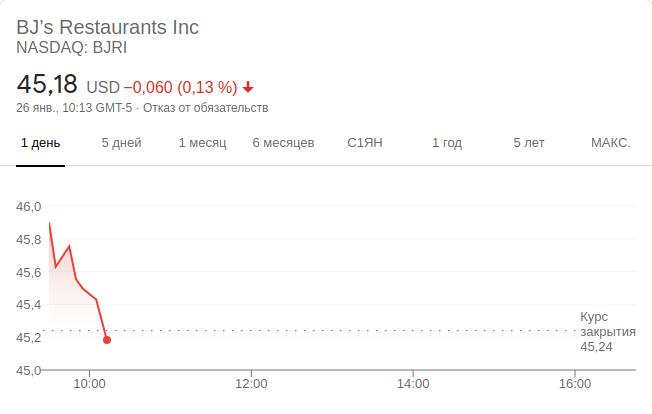 BJ’s Restaurants Inc
NASDAQ: BJRI
45,18 USD −0,060 (0,13 %)
26 янв., 10:13 GMT-5 · Отказ от обязательств
1 день 5 дней 1 месяц 6 месяцев С1ЯН 1 год 5 лет МАКС.
46,0
45,8
45,6
45,4
45,2
45,0
Курс
закрытия
45,24
10:00 12:00 14:00 16:00